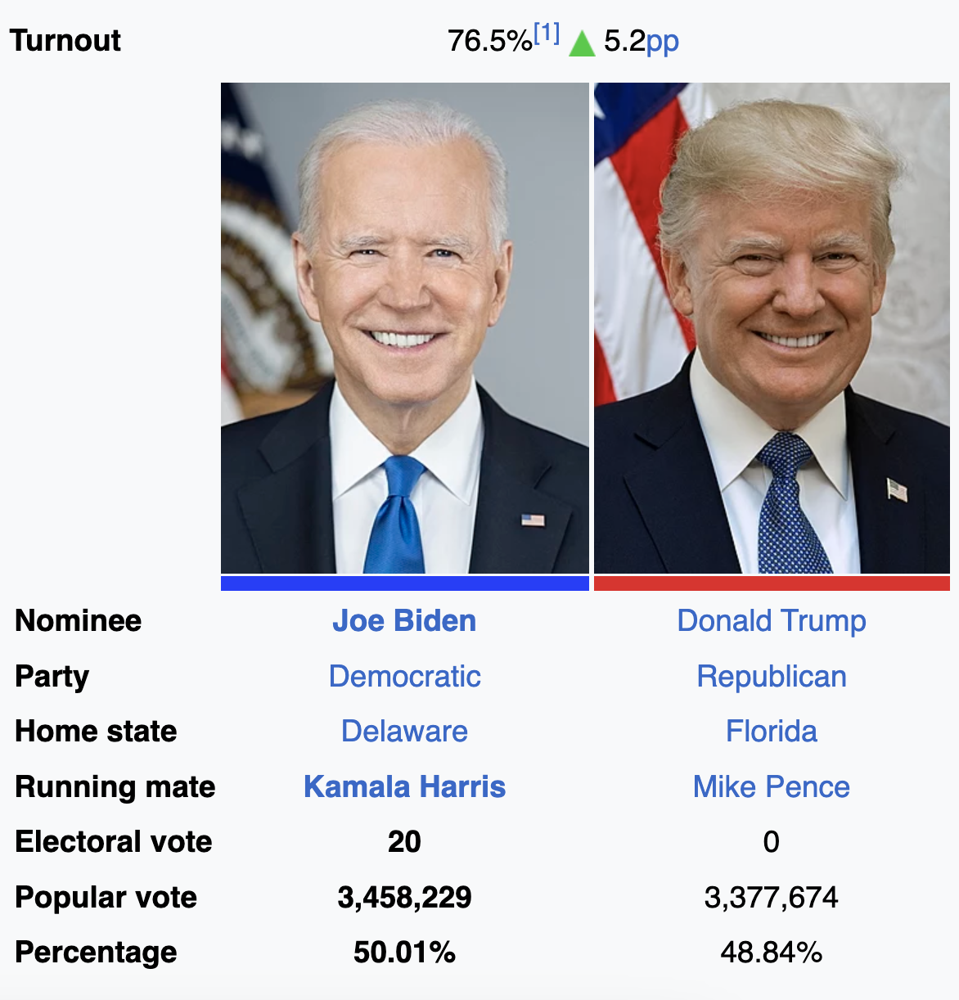 Turnout 76.5%[1] ▲ 5.2pp
Nominee Joe Biden Donald Trump
Party Democratic Republican
Home state Delaware Florida
Running mate Kamala Harris Mike Pence
Electoral vote 20 0
Popular vote 3,458,229 3,377,674
Percentage 50.01% 48.84%